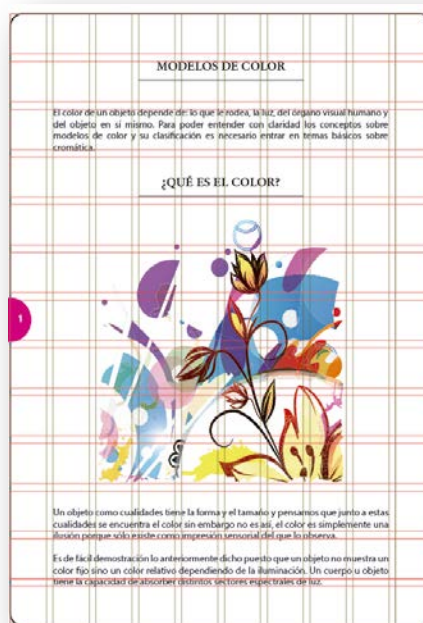 MODELOS DE COLOR
El color de un objeto depende de: lo que le rodea, la luz, del órgano visual humano y
del objeto en si mismo. Para poder entender con claridad los conceptos sobre
modelos de color y su clasificación es necesario entrar en temas básicos sobre
cromática.
¿QUÉ ES EL COLOR?
1
Un objeto como cualidades tiene la forma y el tamaño y pensamos que junto a estas
cualidades se encuentra el color sin embargo no es así, el color es simplemente una
ilusión porque sólo existe como impresión sensorial del que lo observa.
Es de fácil demostración lo anteriormente dicho puesto que un objeto no muestra un
color fijo sino un color relativo dependiendo de la iluminación. Un cuerpo u objeto
tiene la capacidad de absorber distintos sectores espectrales de luz.